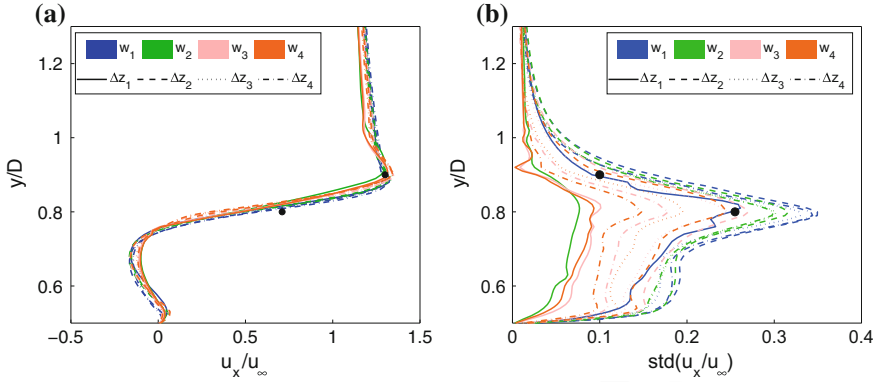 (a)
w₁ w₂ w₃ w₄
Δz₁ Δz₂ Δz₃ Δz₄
1.2
1
0.8
0.6
y/D
−0.5 0 0.5 1 1.5
uₓ/u∞
(b)
w₁ w₂ w₃ w₄
Δz₁ Δz₂ Δz₃ Δz₄
1.2
1
0.8
0.6
y/D
0 0.1 0.2 0.3 0.4
std(uₓ/u∞)